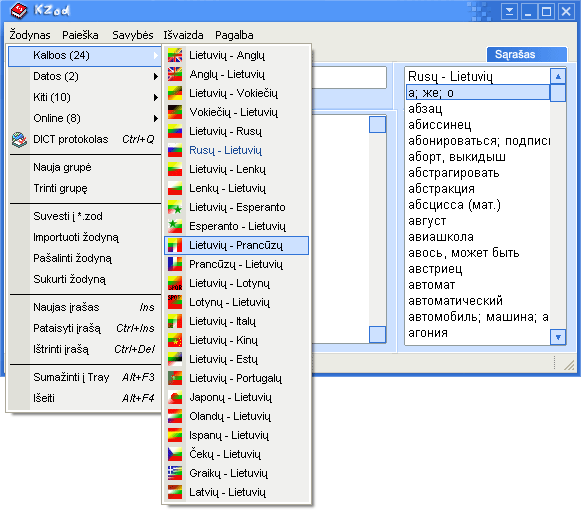 KZod
Žodynas Paieška Savybės Išvaizda Pagalba
Kalbos (24)
Datos (2)
Kiti (10)
Online (8)
DICT protokolas Ctrl+Q
Nauja grupė
Trinti grupę
Suvesti į *.zod
Importuoti žodyną
Pašalinti žodyną
Sukurti žodyną
Naujas įrašas Ins
Pataisyti įrašą Ctrl+Ins
Ištrinti įrašą Ctrl+Del
Sumažinti į Tray Alt+F3
Išeiti Alt+F4
Lietuvių - Anglų
Anglų - Lietuvių
Lietuvių - Vokiečių
Vokiečių - Lietuvių
Lietuvių - Rusų
Rusų - Lietuvių
Lietuvių - Lenkų
Lenkų - Lietuvių
Lietuvių - Esperanto
Esperanto - Lietuvių
Lietuvių - Prancūzų
Prancūzų - Lietuvių
Lietuvių - Lotynų
Lotynų - Lietuvių
Lietuvių - Italų
Lietuvių - Kinų
Lietuvių - Estų
Lietuvių - Portugalų
Japonų - Lietuvių
Olandų - Lietuvių
Ispanų - Lietuvių
Čekų - Lietuvių
Graikų - Lietuvių
Latvių - Lietuvių
Sąrašas
Rusų - Lietuvių
а; же; о
абзац
абиссинец
абонироваться; подписи
аборт, выкидыш
абстрагировать
абстракция
абсцисса (мат.)
август
авиашкола
авось, может быть
австриец
автомат
автоматический
автомобиль; машина; а
агония